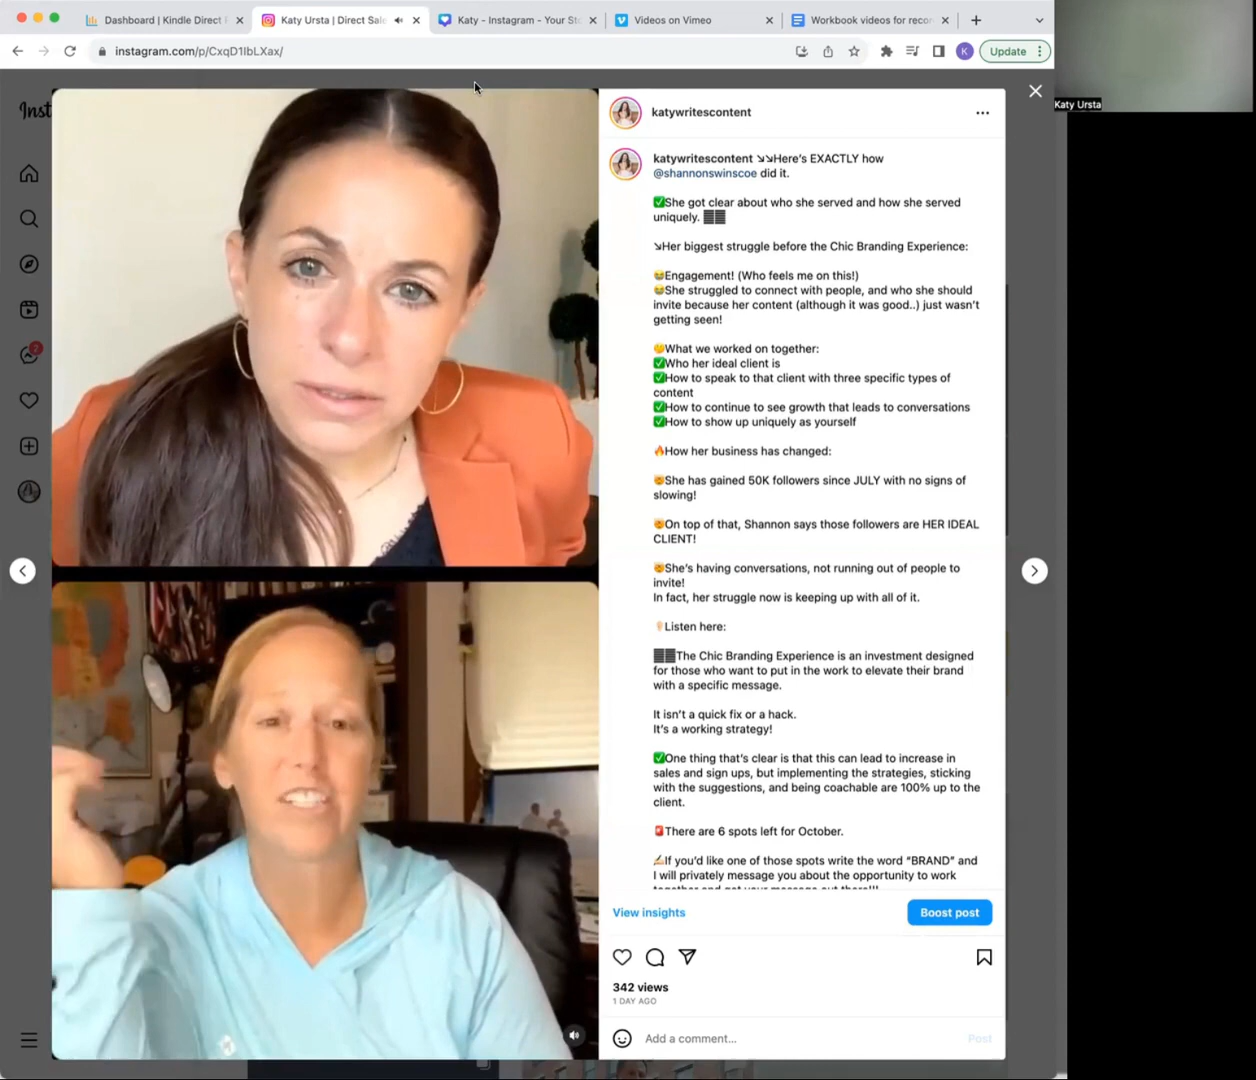 Dashboard | Kindle Direct
Katy Ursta | Direct Sale
Katy - Instagram - Your Sto
Videos on Vimeo
Workbook videos for recor
instagram.com/p/CxqD1IbLXax/
K
Update
Katy Ursta
Inst
2
katywritescontent
katywritescontent ↘↘Here's EXACTLY how
@shannonswinscoe did it.
✅She got clear about who she served and how she served
uniquely.
↘Her biggest struggle before the Chic Branding Experience:
😂Engagement! (Who feels me on this!)
😂She struggled to connect with people, and who she should
invite because her content (although it was good..) just wasn't
getting seen!
What we worked on together:
✅Who her ideal client is
✅How to speak to that client with three specific types of
content
✅How to continue to see growth that leads to conversations
✅How to show up uniquely as yourself
🔥How her business has changed:
🤯She has gained 50K followers since JULY with no signs of
slowing!
🤯On top of that, Shannon says those followers are HER IDEAL
CLIENT!
🤯She's having conversations, not running out of people to
invite!
In fact, her struggle now is keeping up with all of it.
Listen here:
The Chic Branding Experience is an investment designed
for those who want to put in the work to elevate their brand
with a specific message.
It isn't a quick fix or a hack.
It's a working strategy!
✅One thing that's clear is that this can lead to increase in
sales and sign ups, but implementing the strategies, sticking
with the suggestions, and being coachable are 100% up to the
client.
🚨There are 6 spots left for October.
✍If you'd like one of those spots write the word "BRAND" and
I will privately message you about the opportunity to work
together and get your message out there!!!
View insights
Boost post
342 views
1 DAY AGO
Add a comment...
Post